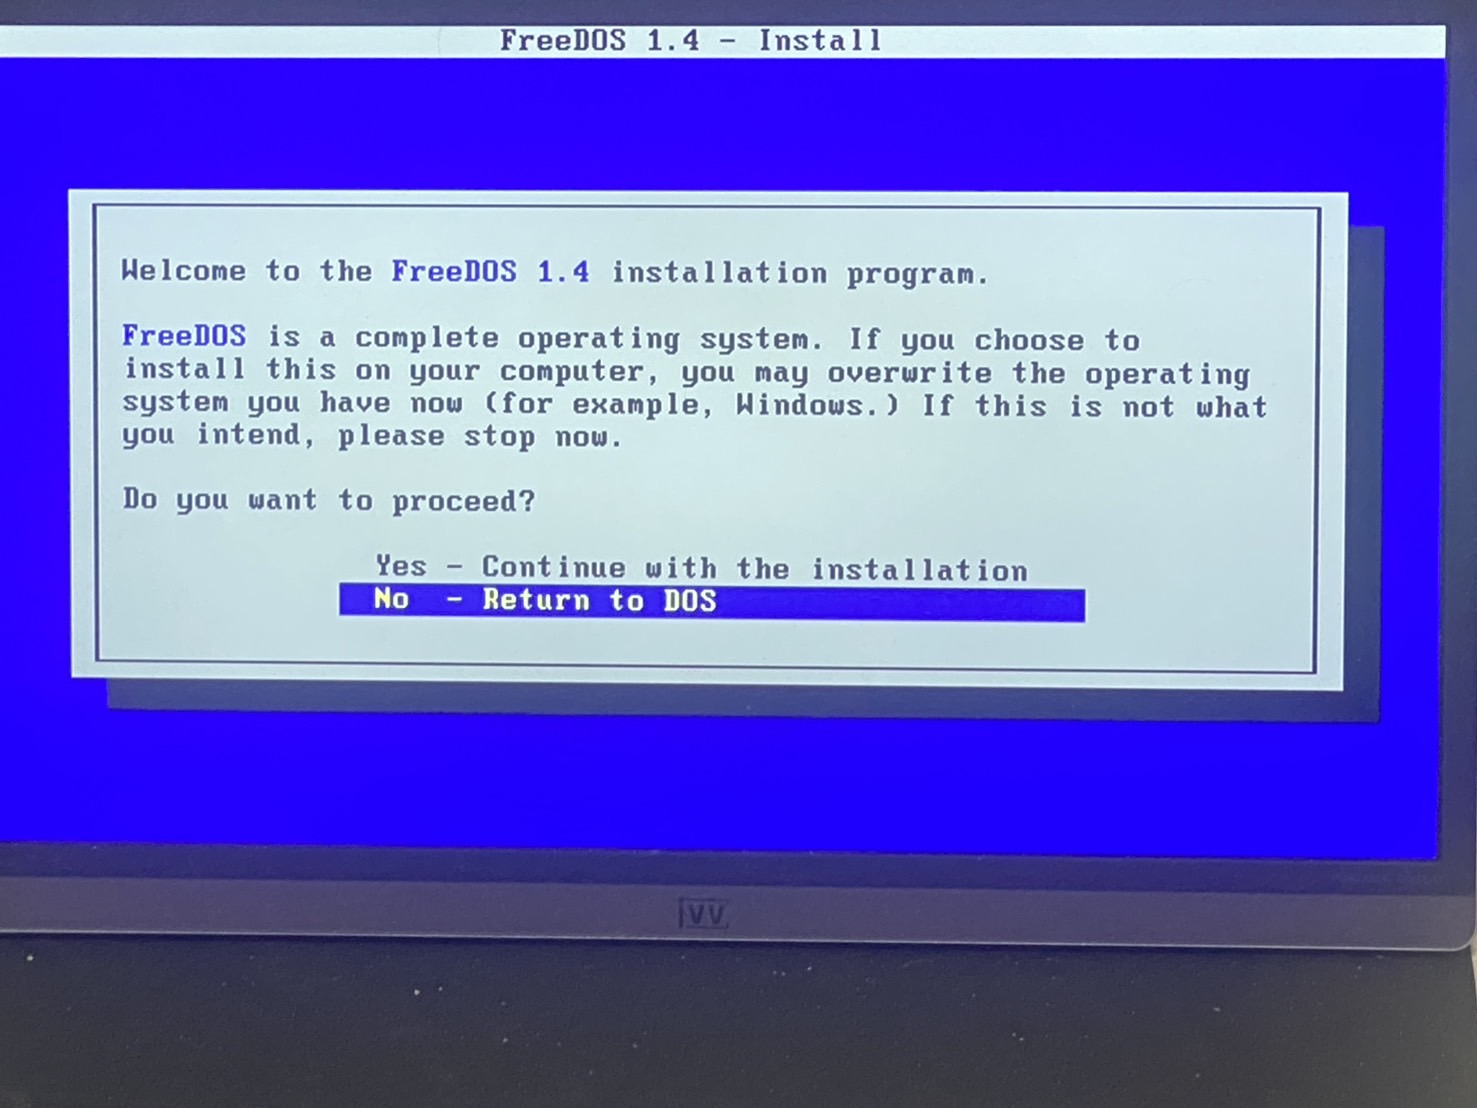 FreeDOS 1.4 - Install
Welcome to the FreeDOS 1.4 installation program.
FreeDOS is a complete operating system. If you choose to
install this on your computer, you may overwrite the operating
system you have now (for example, Windows.) If this is not what
you intend, please stop now.
Do you want to proceed?
Yes - Continue with the installation
No - Return to DOS